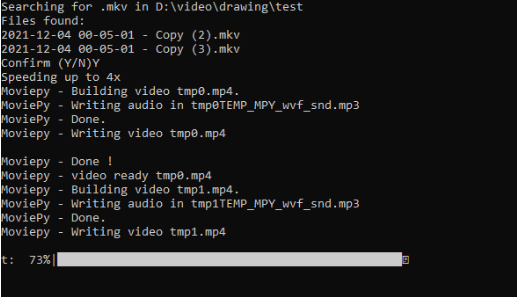 Searching for .mkv in D:\video\drawing\test
Files found:
2021-12-04 00-05-01 - Copy (2).mkv
2021-12-04 00-05-01 - Copy (3).mkv
Confirm (Y/N)Y
Speeding up to 4x
Moviepy - Building video tmp0.mp4.
MoviePy - Writing audio in tmp0TEMP_MPY_wvf_snd.mp3
MoviePy - Done.
Moviepy - Writing video tmp0.mp4

Moviepy - Done !
Moviepy - video ready tmp0.mp4
Moviepy - Building video tmp1.mp4.
MoviePy - Writing audio in tmp1TEMP_MPY_wvf_snd.mp3
MoviePy - Done.
Moviepy - Writing video tmp1.mp4

t:  73%|